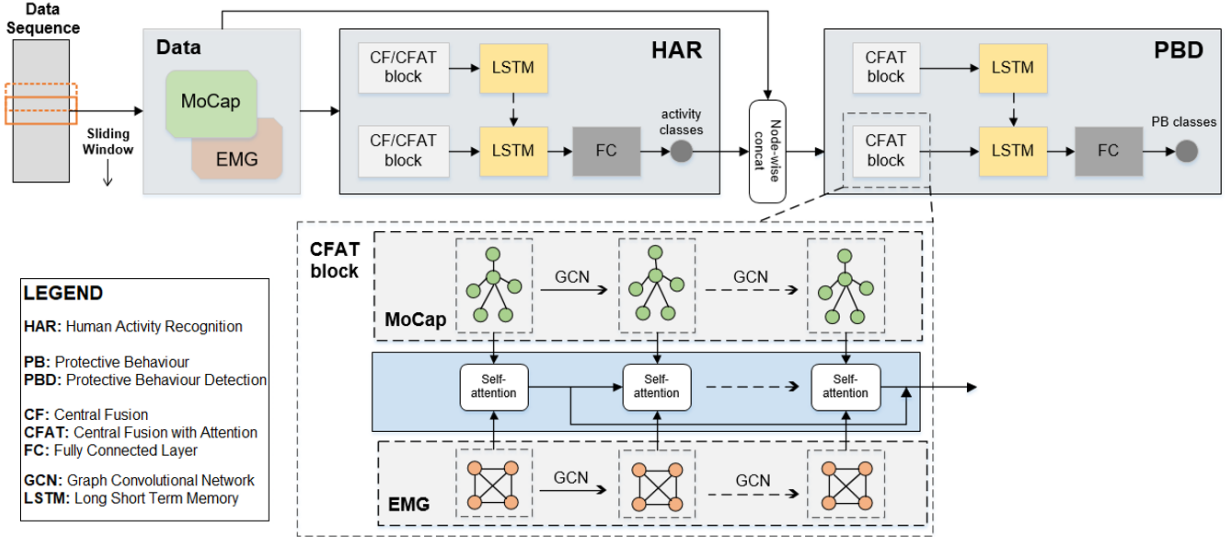 Data
Sequence
Sliding
Window
Data
MoCap
EMG
HAR
CF/CFAT
block
LSTM
CF/CFAT
block
LSTM
FC
activity
classes
Node-wise
concat
PBD
CFAT
block
LSTM
CFAT
block
LSTM
FC
PB classes
CFAT
block
GCN
GCN
MoCap
Self-
attention
Self-
attention
Self-
attention
GCN
GCN
EMG
LEGEND
HAR: Human Activity Recognition
PB: Protective Behaviour
PBD: Protective Behaviour Detection
CF: Central Fusion
CFAT: Central Fusion with Attention
FC: Fully Connected Layer
GCN: Graph Convolutional Network
LSTM: Long Short Term Memory